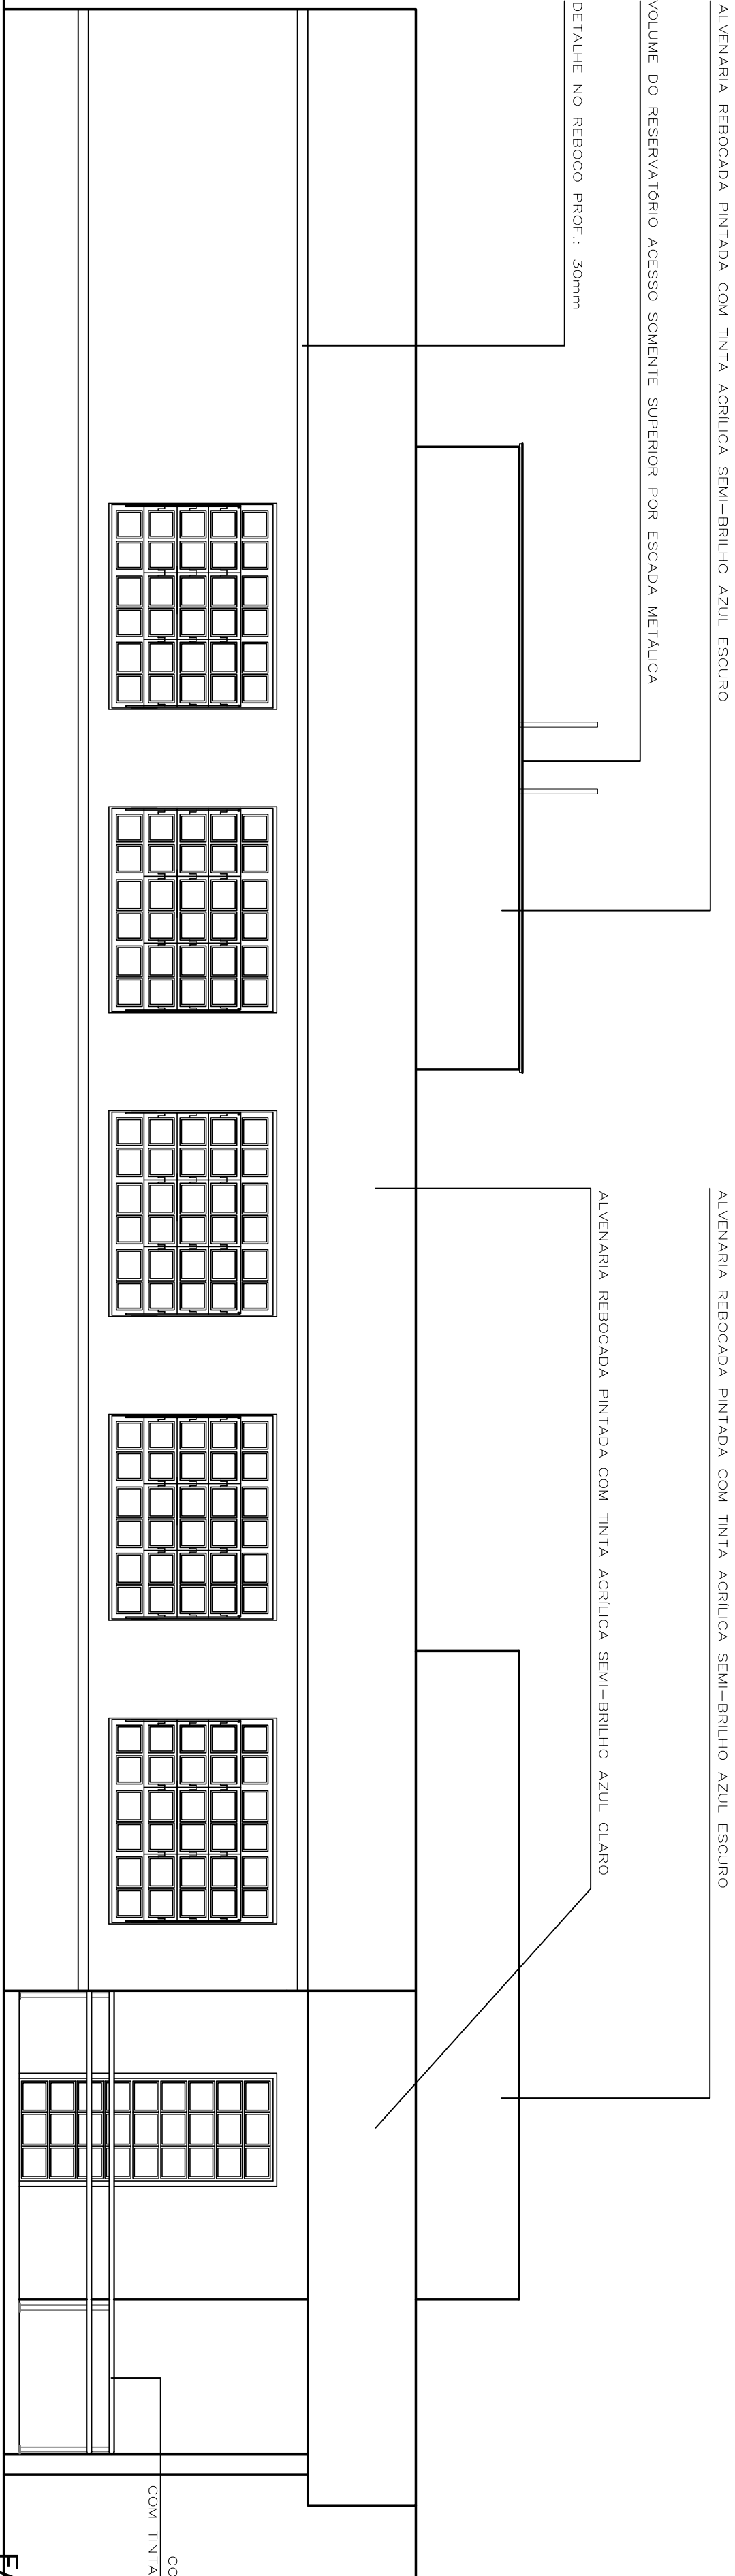 ALVENARIA REBOCADA PINTADA COM TINTA ACRÍLICA SEMI-BRILHO AZUL ESCURO
ALVENARIA REBOCADA PINTADA COM TINTA ACRÍLICA SEMI-BRILHO AZUL ESCURO
VOLUME DO RESERVATÓRIO ACESSO SOMENTE SUPERIOR POR ESCADA METÁLICA
ALVENARIA REBOCADA PINTADA COM TINTA ACRÍLICA SEMI-BRILHO AZUL CLARO
DETALHE NO REBOCO PROF.: 30mm
COM TINTA